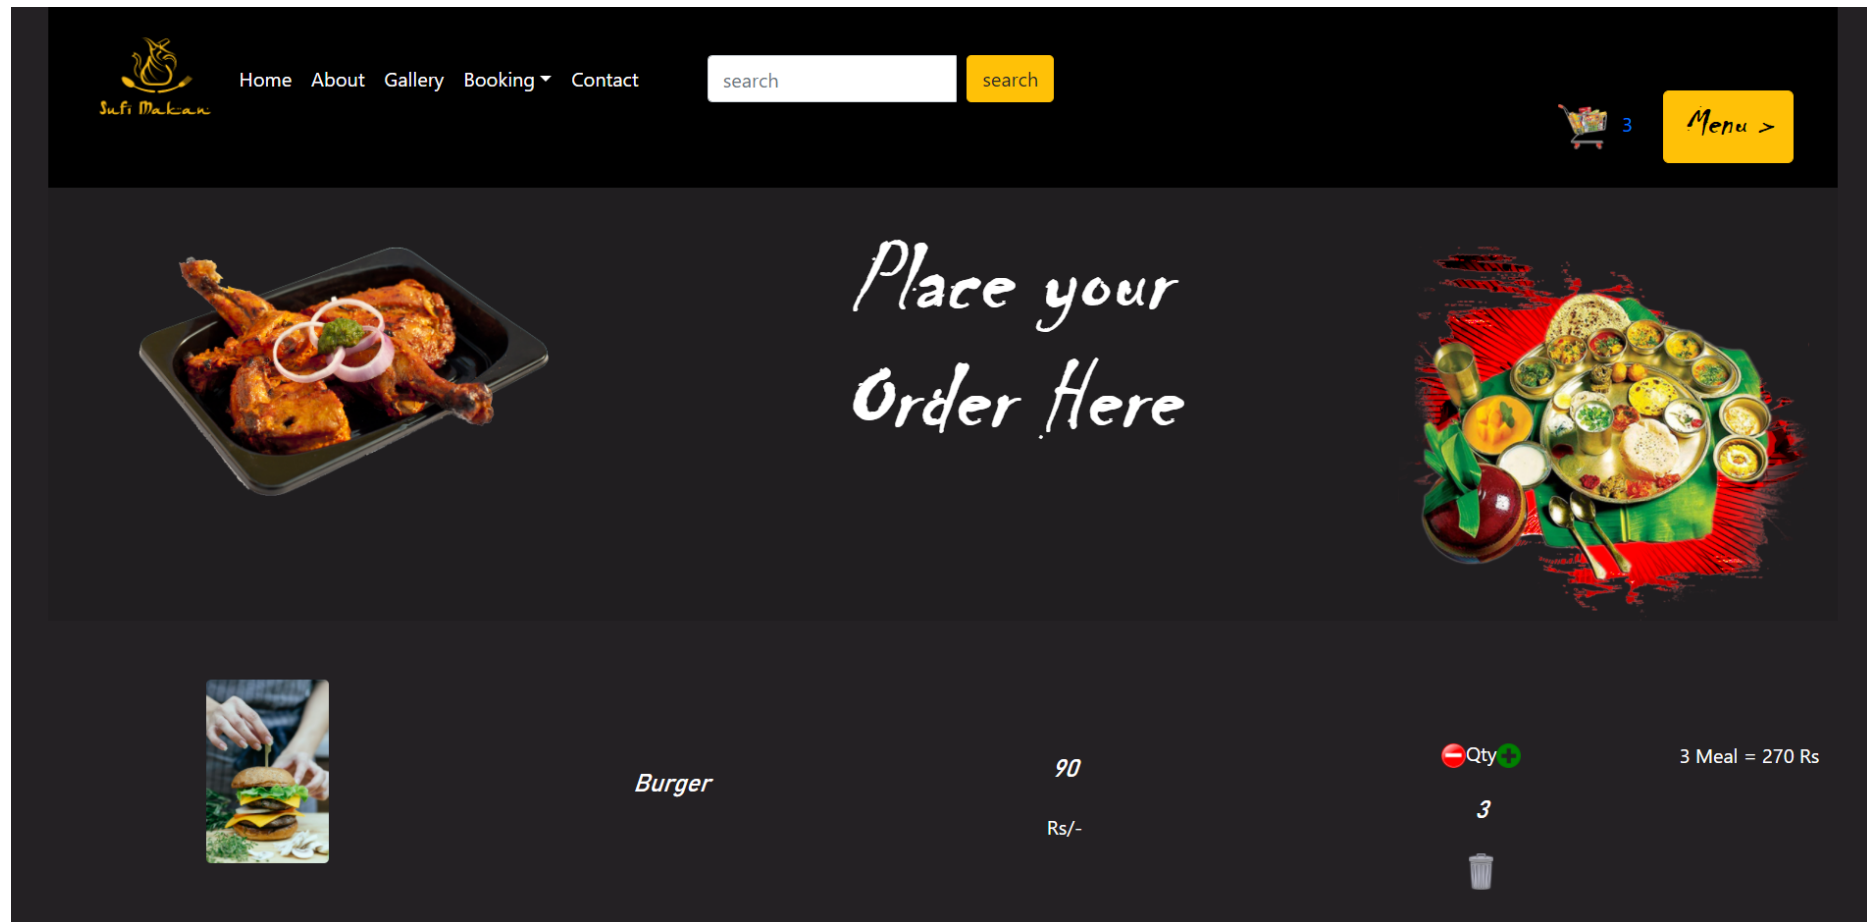 Sufi Makan
Home About Gallery Booking Contact
search
search
3
Menu >
Place your
Order Here
Burger
90
Rs/-
Qty
3
3 Meal = 270 Rs